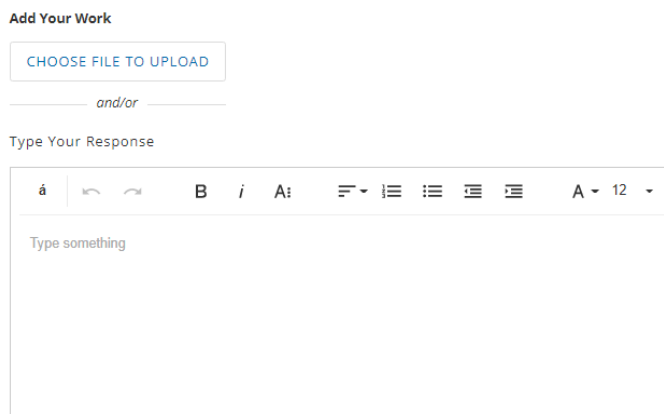 Add Your Work
CHOOSE FILE TO UPLOAD
and/or
Type Your Response
á B i A A 12
Type something